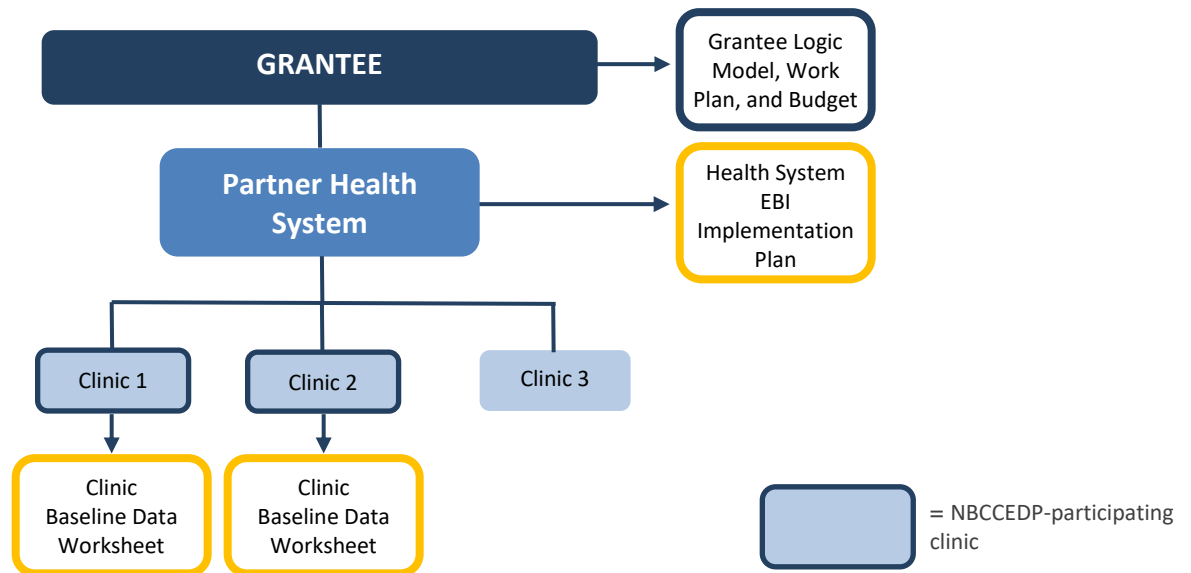 GRANTEE
Grantee Logic
Model, Work
Plan, and Budget
Partner Health
System
Health System
EBI
Implementation
Plan
Clinic 1
Clinic 2
Clinic 3
Clinic
Baseline Data
Worksheet
Clinic
Baseline Data
Worksheet
= NBCCEDP-participating
clinic